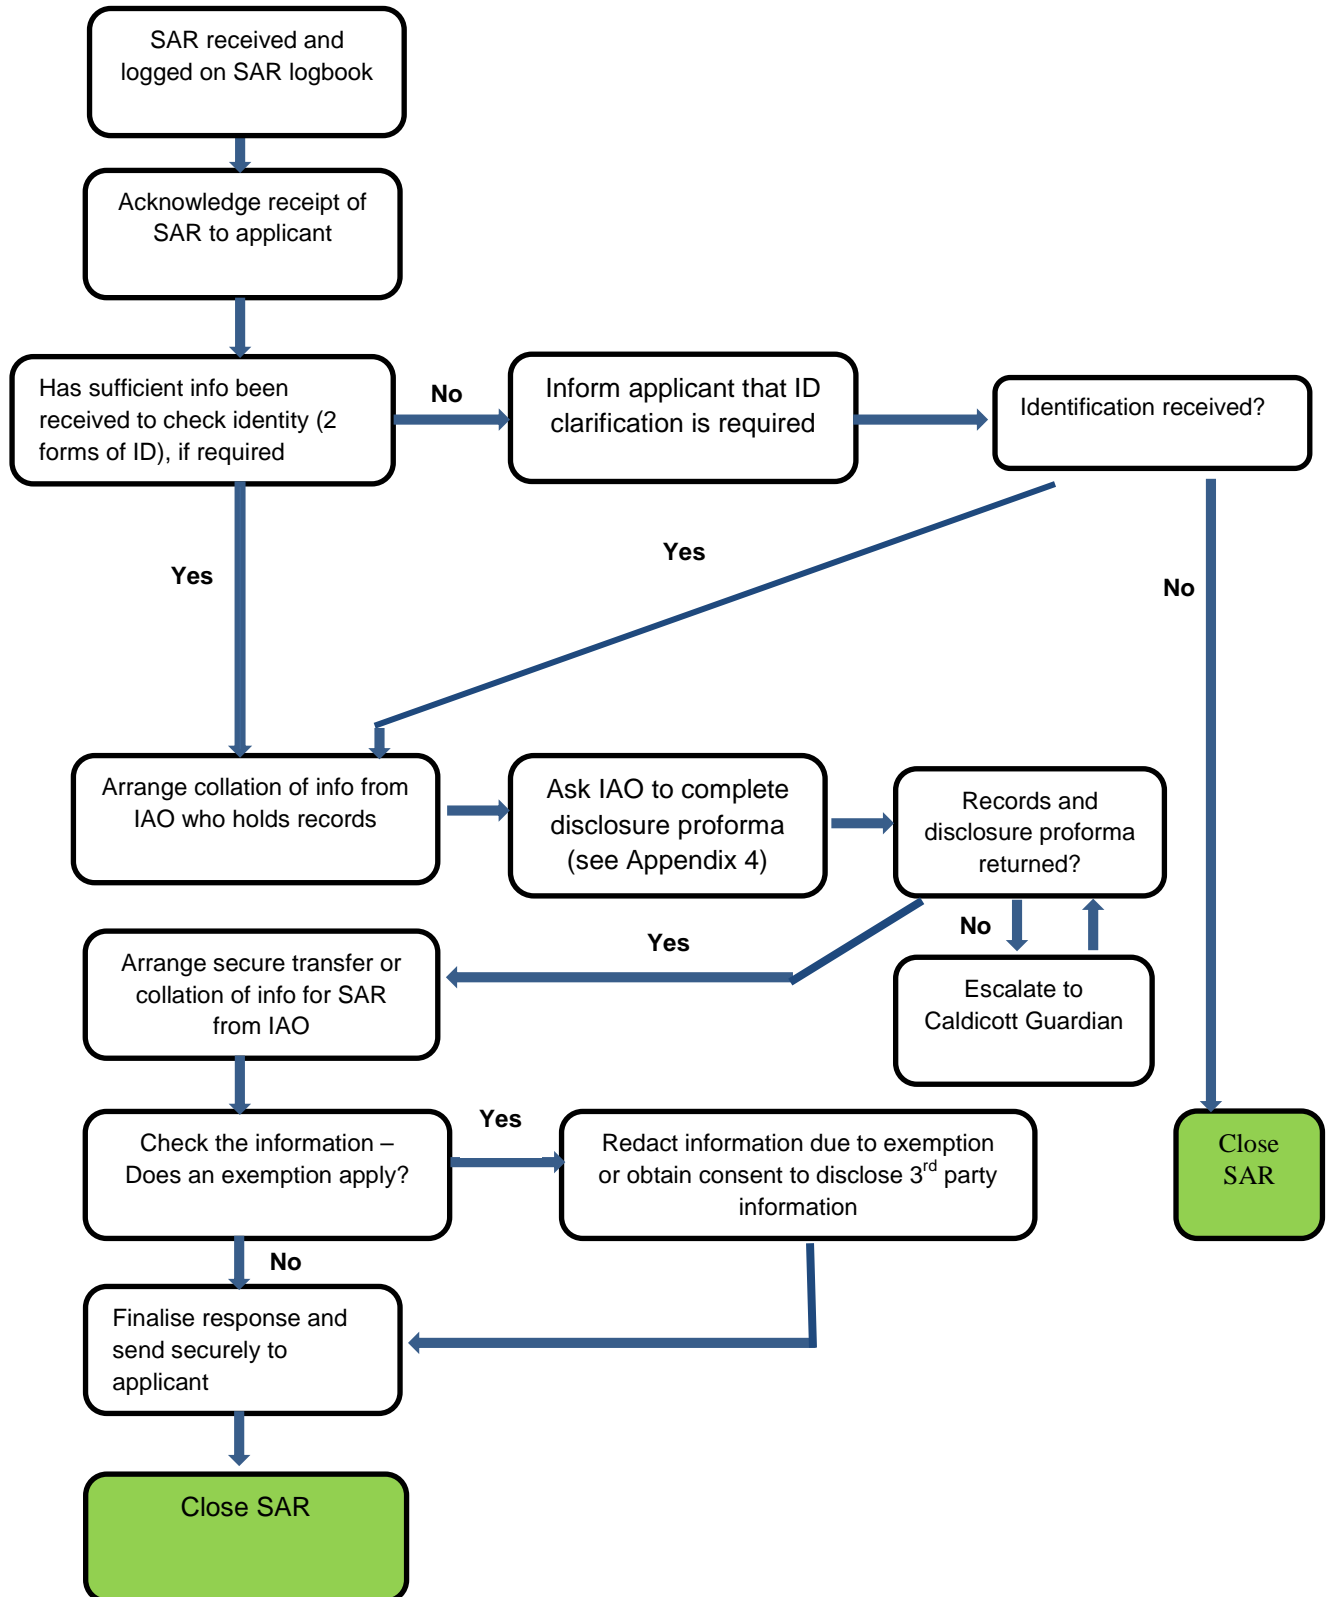 SAR received and
logged on SAR logbook
Acknowledge receipt of
SAR to applicant
Has sufficient info been
received to check identity (2
forms of ID), if required
No
Inform applicant that ID
clarification is required
Identification received?
Yes
Yes
No
Arrange collation of info from
IAO who holds records
Ask IAO to complete
disclosure proforma
(see Appendix 4)
Records and
disclosure proforma
returned?
No
Yes
Escalate to
Caldicott Guardian
Arrange secure transfer or
collation of info for SAR
from IAO
Check the information –
Does an exemption apply?
Yes
Redact information due to exemption
or obtain consent to disclose 3rd party
information
Close
SAR
No
Finalise response and
send securely to
applicant
Close SAR